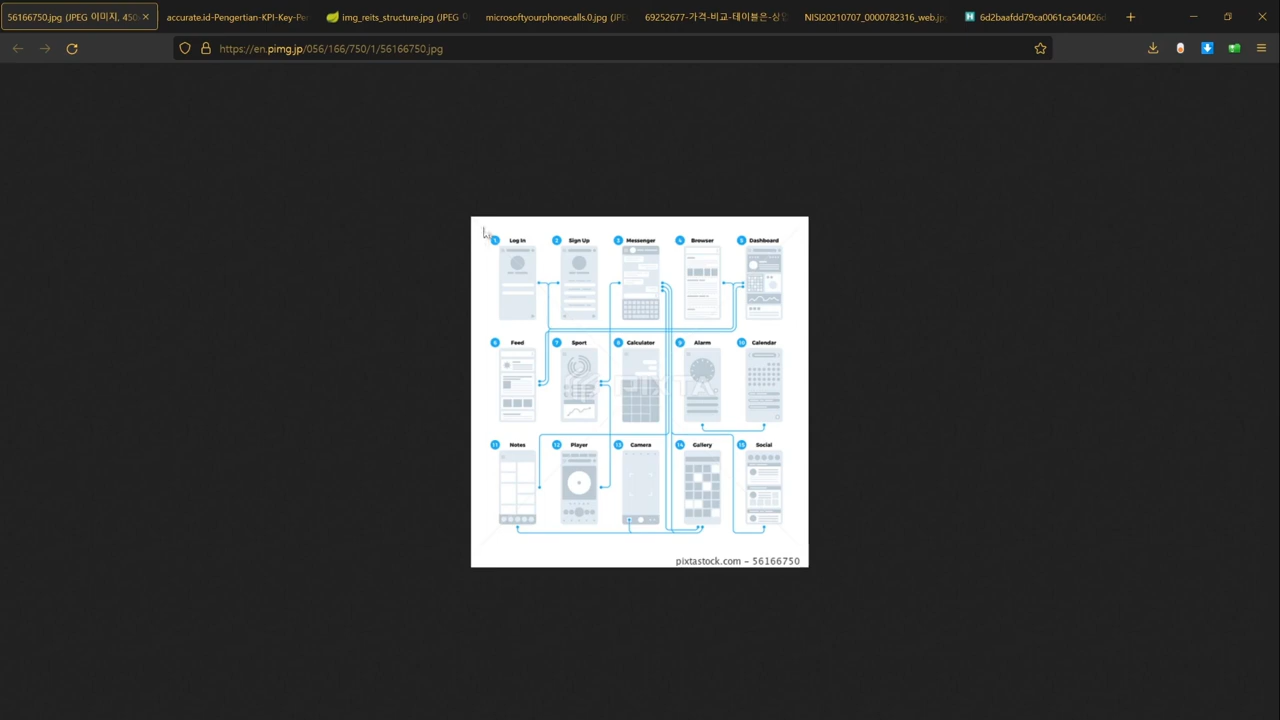 56166750.jpg (JPEG 이미지, 450
accurate.id-Pengertian-KPI-Key-Per
img_reits_structure.jpg (JPEG
microsoftyourphonecalls.0.jpg (JPE
69252677-가격-비교-테이블은-상
NISI20210707_0000782316_web.jp
6d2baafdd79ca0061ca540426d
https://en.pimg.jp/056/166/750/1/56166750.jpg
1 Log In
2 Sign Up
3 Messenger
4 Browser
5 Dashboard
6 Feed
7 Sport
8 Calculator
9 Alarm
10 Calendar
PIXTA
11 Notes
12 Player
13 Camera
14 Gallery
15 Social
pixtastock.com - 56166750